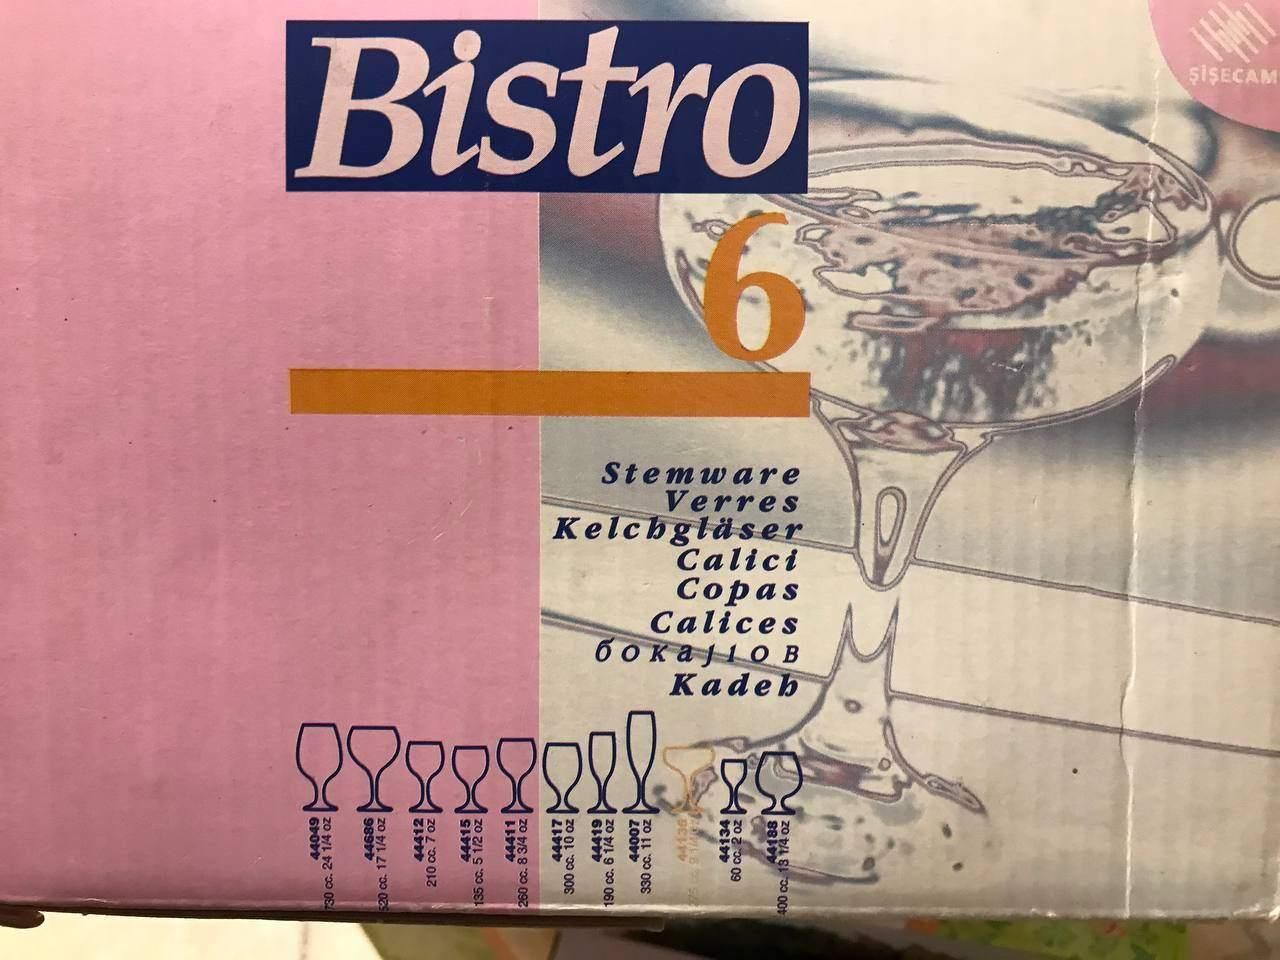 Bistro
ŞİŞECAM
6
Stemware
Verres
Kelchgläser
Calici
Copas
Calices
бокалов
Kadeh
44049
730 cc. 24 1/4 oz
44686
520 cc. 17 1/4 oz
44412
210 cc. 7 oz
44415
135 cc. 5 1/2 oz
44411
260 cc. 8 3/4 oz
44417
300 cc. 10 oz
44419
190 cc. 6 1/4 oz
44007
330 cc. 11 oz
44136
44134
60 cc. 2 oz
44188
400 cc. 13 1/4 oz